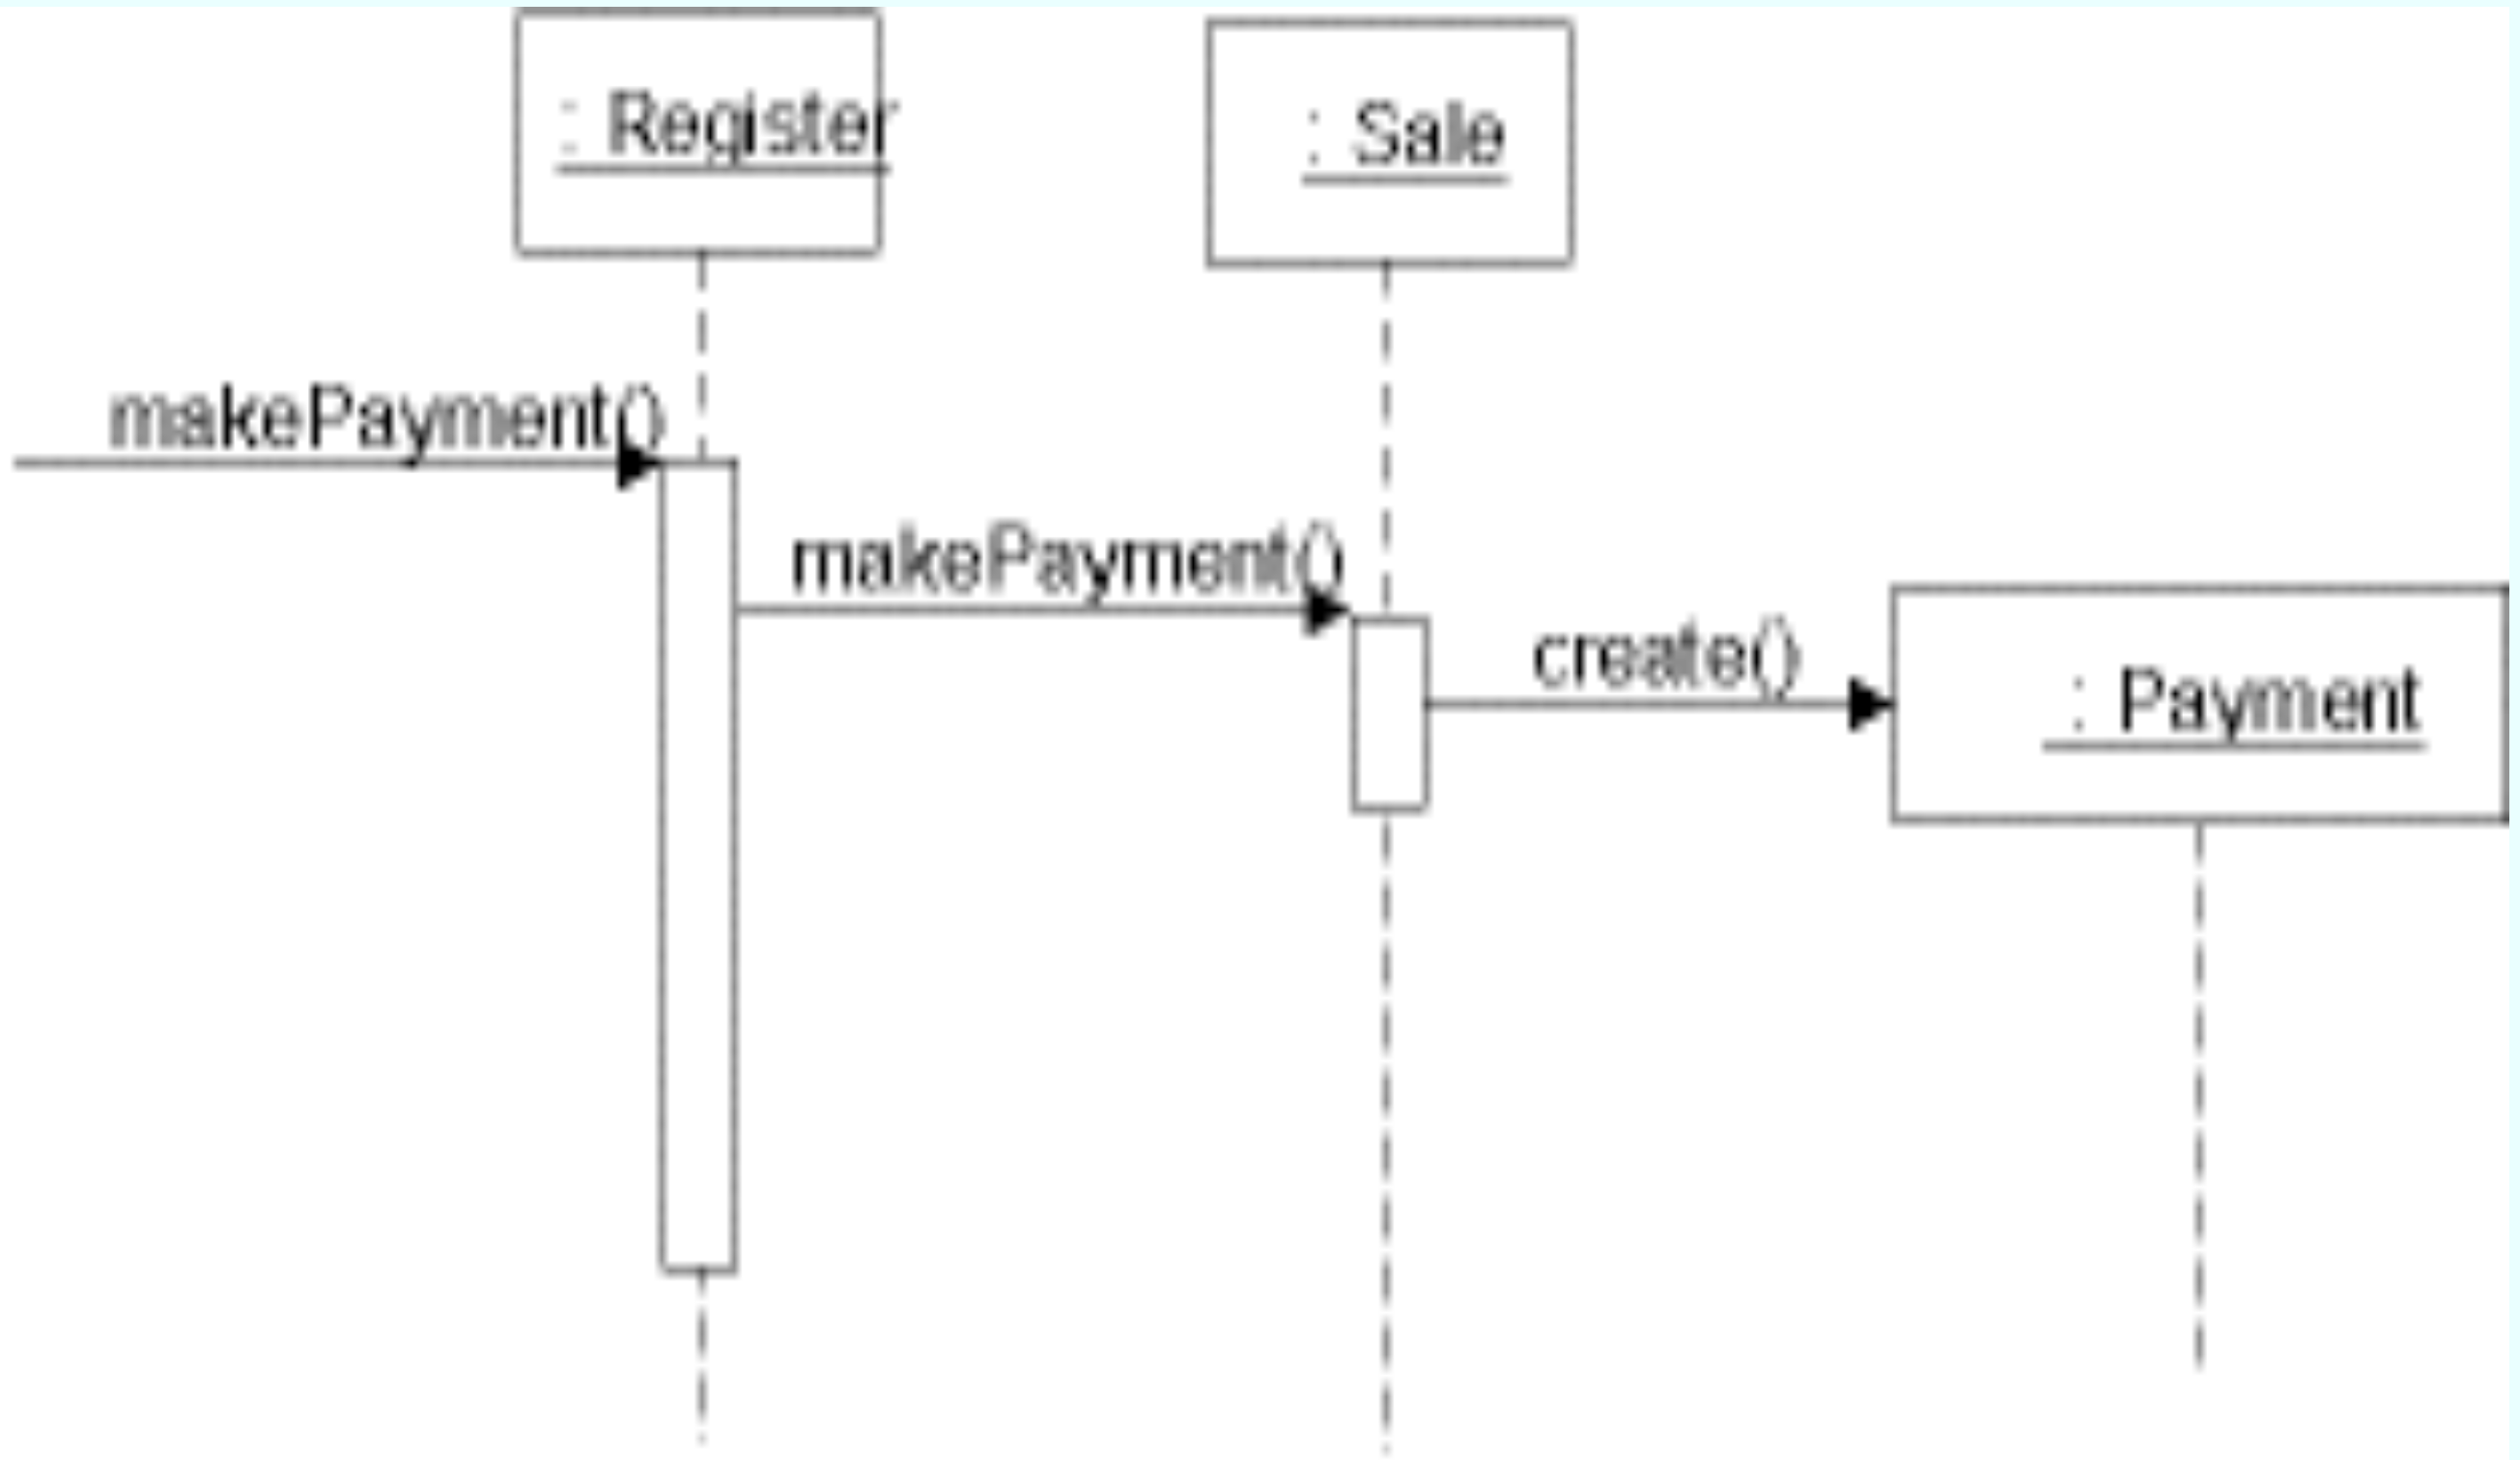 : Register
: Sale
makePayment()
makePayment()
create()
: Payment